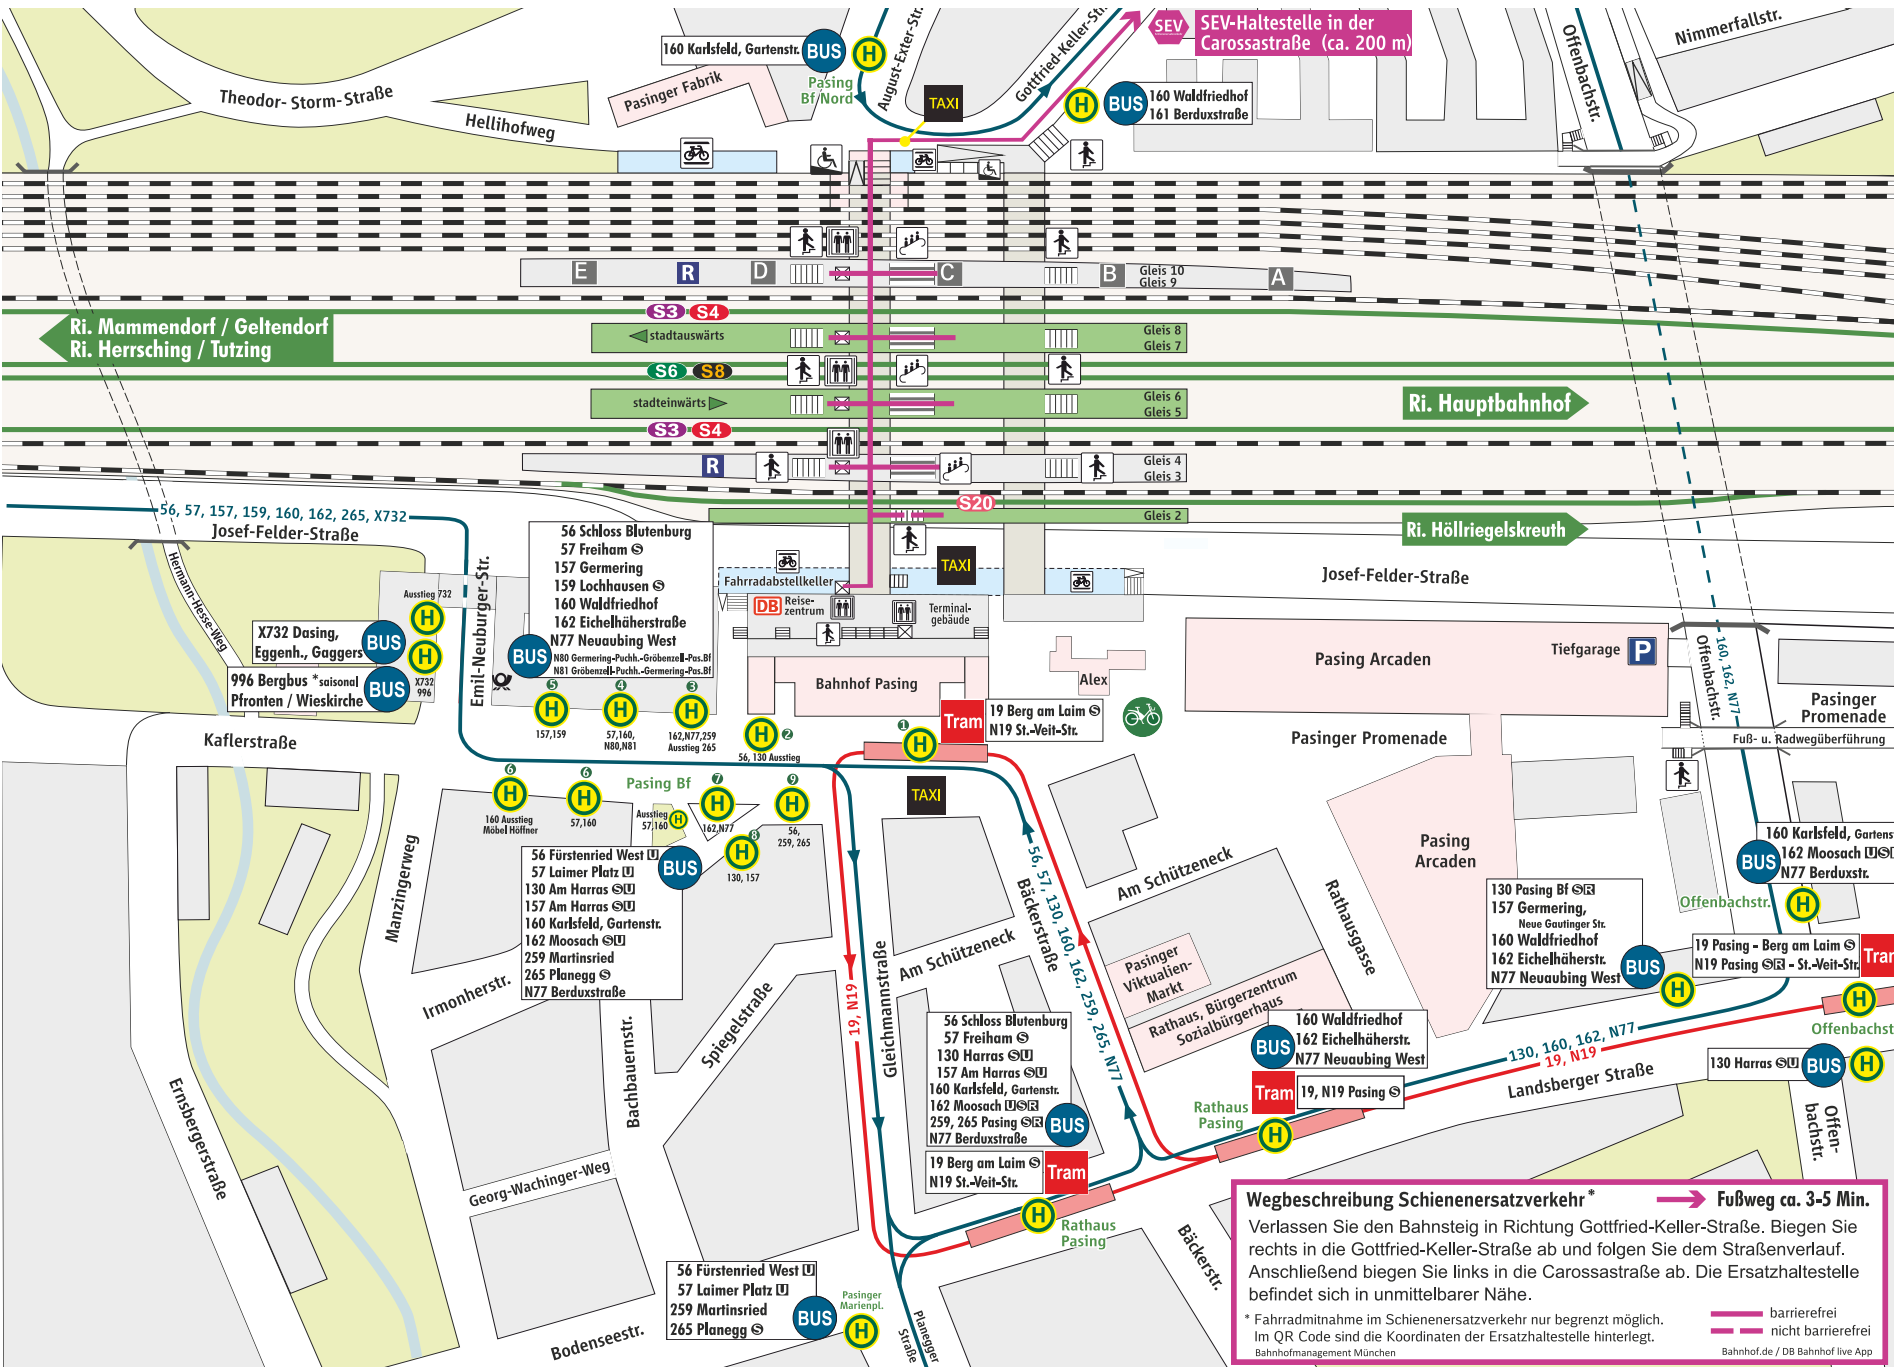 160 Karlsfeld, Gartenstr.
BUS
H
Pasing
Bf Nord
August-Exter-Str.
Gottfried-Keller-Str.
SEV
SEV-Haltestelle in der
Carossastraße (ca. 200 m)
Offenbachstr.
Nimmerfallstr.
Theodor-Storm-Straße
Hellihofweg
Pasinger Fabrik
TAXI
H
BUS
160 Waldfriedhof
161 Berduxstraße
E
R
D
C
B
A
Gleis 10
Gleis 9
S3 S4
Ri. Mammendorf / Geltendorf
Ri. Herrsching / Tutzing
stadtauswärts
Gleis 8
Gleis 7
S6 S8
stadteinwärts
Gleis 6
Gleis 5
Ri. Hauptbahnhof
S3 S4
R
Gleis 4
Gleis 3
S20
Gleis 2
Ri. Höllriegelskreuth
56, 57, 157, 159, 160, 162, 265, X732
Josef-Felder-Straße
Hermann-Hesse-Weg
Emil-Neuburger-Str.
56 Schloss Blutenburg
57 Freiham S
157 Germering
159 Lochhausen S
160 Waldfriedhof
162 Eichelhäherstraße
N77 Neuaubing West
N80 Germering-Puchh.-Gröbenzell-Pas.Bf
N81 Gröbenzell-Puchh.-Germering-Pas.Bf
BUS
Fahrradabstellkeller
TAXI
DB
Reise-
zentrum
Terminal-
gebäude
Josef-Felder-Straße
Ausstieg 732
H
H
X732
996
X732 Dasing,
Eggenh., Gaggers
BUS
996 Bergbus *saisonal
Pfronten / Wieskirche
BUS
Bahnhof Pasing
Alex
Pasing Arcaden
Tiefgarage
P
160, 162, N77
Offenbachstr.
Pasinger
Promenade
Fuß- u. Radwegüberführung
Pasinger Promenade
Kaflerstraße
5
H
157,159
4
H
57,160,
N80,N81
3
H
162,N77,259
Ausstieg 265
H
2
56, 130 Ausstieg
1
H
Tram
19 Berg am Laim S
N19 St.-Veit-Str.
TAXI
6
H
160 Ausstieg
Möbel Höffner
6
H
57,160
Pasing Bf
Ausstieg
57,160
H
7
H
162,N77
8
H
130, 157
9
H
56,
259, 265
56 Fürstenried West U
57 Laimer Platz U
130 Am Harras S U
157 Am Harras S U
160 Karlsfeld, Gartenstr.
162 Moosach S U
259 Martinsried
265 Planegg S
N77 Berduxstraße
BUS
Manzingerweg
Irmonherstr.
Bachbauernstr.
Spiegelstraße
Ernsbergerstraße
Georg-Wachinger-Weg
Bodenseestr.
19, N19
Gleichmannstraße
Am Schützeneck
Bäckerstraße
56, 57, 130, 160, 162, 259, 265, N77
Am Schützeneck
Pasinger
Viktualien-
Markt
Rathaus, Bürgerzentrum
Sozialbürgerhaus
Rathausgasse
Pasing
Arcaden
160 Karlsfeld, Gartenst
162 Moosach U S
N77 Berduxstr.
BUS
Offenbachstr.
H
130 Pasing Bf S R
157 Germering,
Neue Gautinger Str.
160 Waldfriedhof
162 Eichelhäherstr.
N77 Neuaubing West
BUS
H
19 Pasing - Berg am Laim S
N19 Pasing S R - St.-Veit-Str.
Tram
H
Offenbachst
130, 160, 162, N77
19, N19
Landsberger Straße
130 Harras S U
BUS
H
Offen-
bachstr.
56 Schloss Blutenburg
57 Freiham S
130 Harras S U
157 Am Harras S U
160 Karlsfeld, Gartenstr.
162 Moosach U S R
259, 265 Pasing S R
N77 Berduxstraße
BUS
19 Berg am Laim S
N19 St.-Veit-Str.
Tram
H
Rathaus
Pasing
160 Waldfriedhof
162 Eichelhäherstr.
N77 Neuaubing West
BUS
Tram
19, N19 Pasing S
Rathaus
Pasing
H
Bäckerstr.
56 Fürstenried West U
57 Laimer Platz U
259 Martinsried
265 Planegg S
BUS
Pasinger
Marienpl.
H
Planegger
Straße
Wegbeschreibung Schienenersatzverkehr* Fußweg ca. 3-5 Min.
Verlassen Sie den Bahnsteig in Richtung Gottfried-Keller-Straße. Biegen Sie
rechts in die Gottfried-Keller-Straße ab und folgen Sie dem Straßenverlauf.
Anschließend biegen Sie links in die Carossastraße ab. Die Ersatzhaltestelle
befindet sich in unmittelbarer Nähe.
* Fahrradmitnahme im Schienenersatzverkehr nur begrenzt möglich.
Im QR Code sind die Koordinaten der Ersatzhaltestelle hinterlegt.
Bahnhofmanagement München
barrierefrei
nicht barrierefrei
Bahnhof.de / DB Bahnhof live App